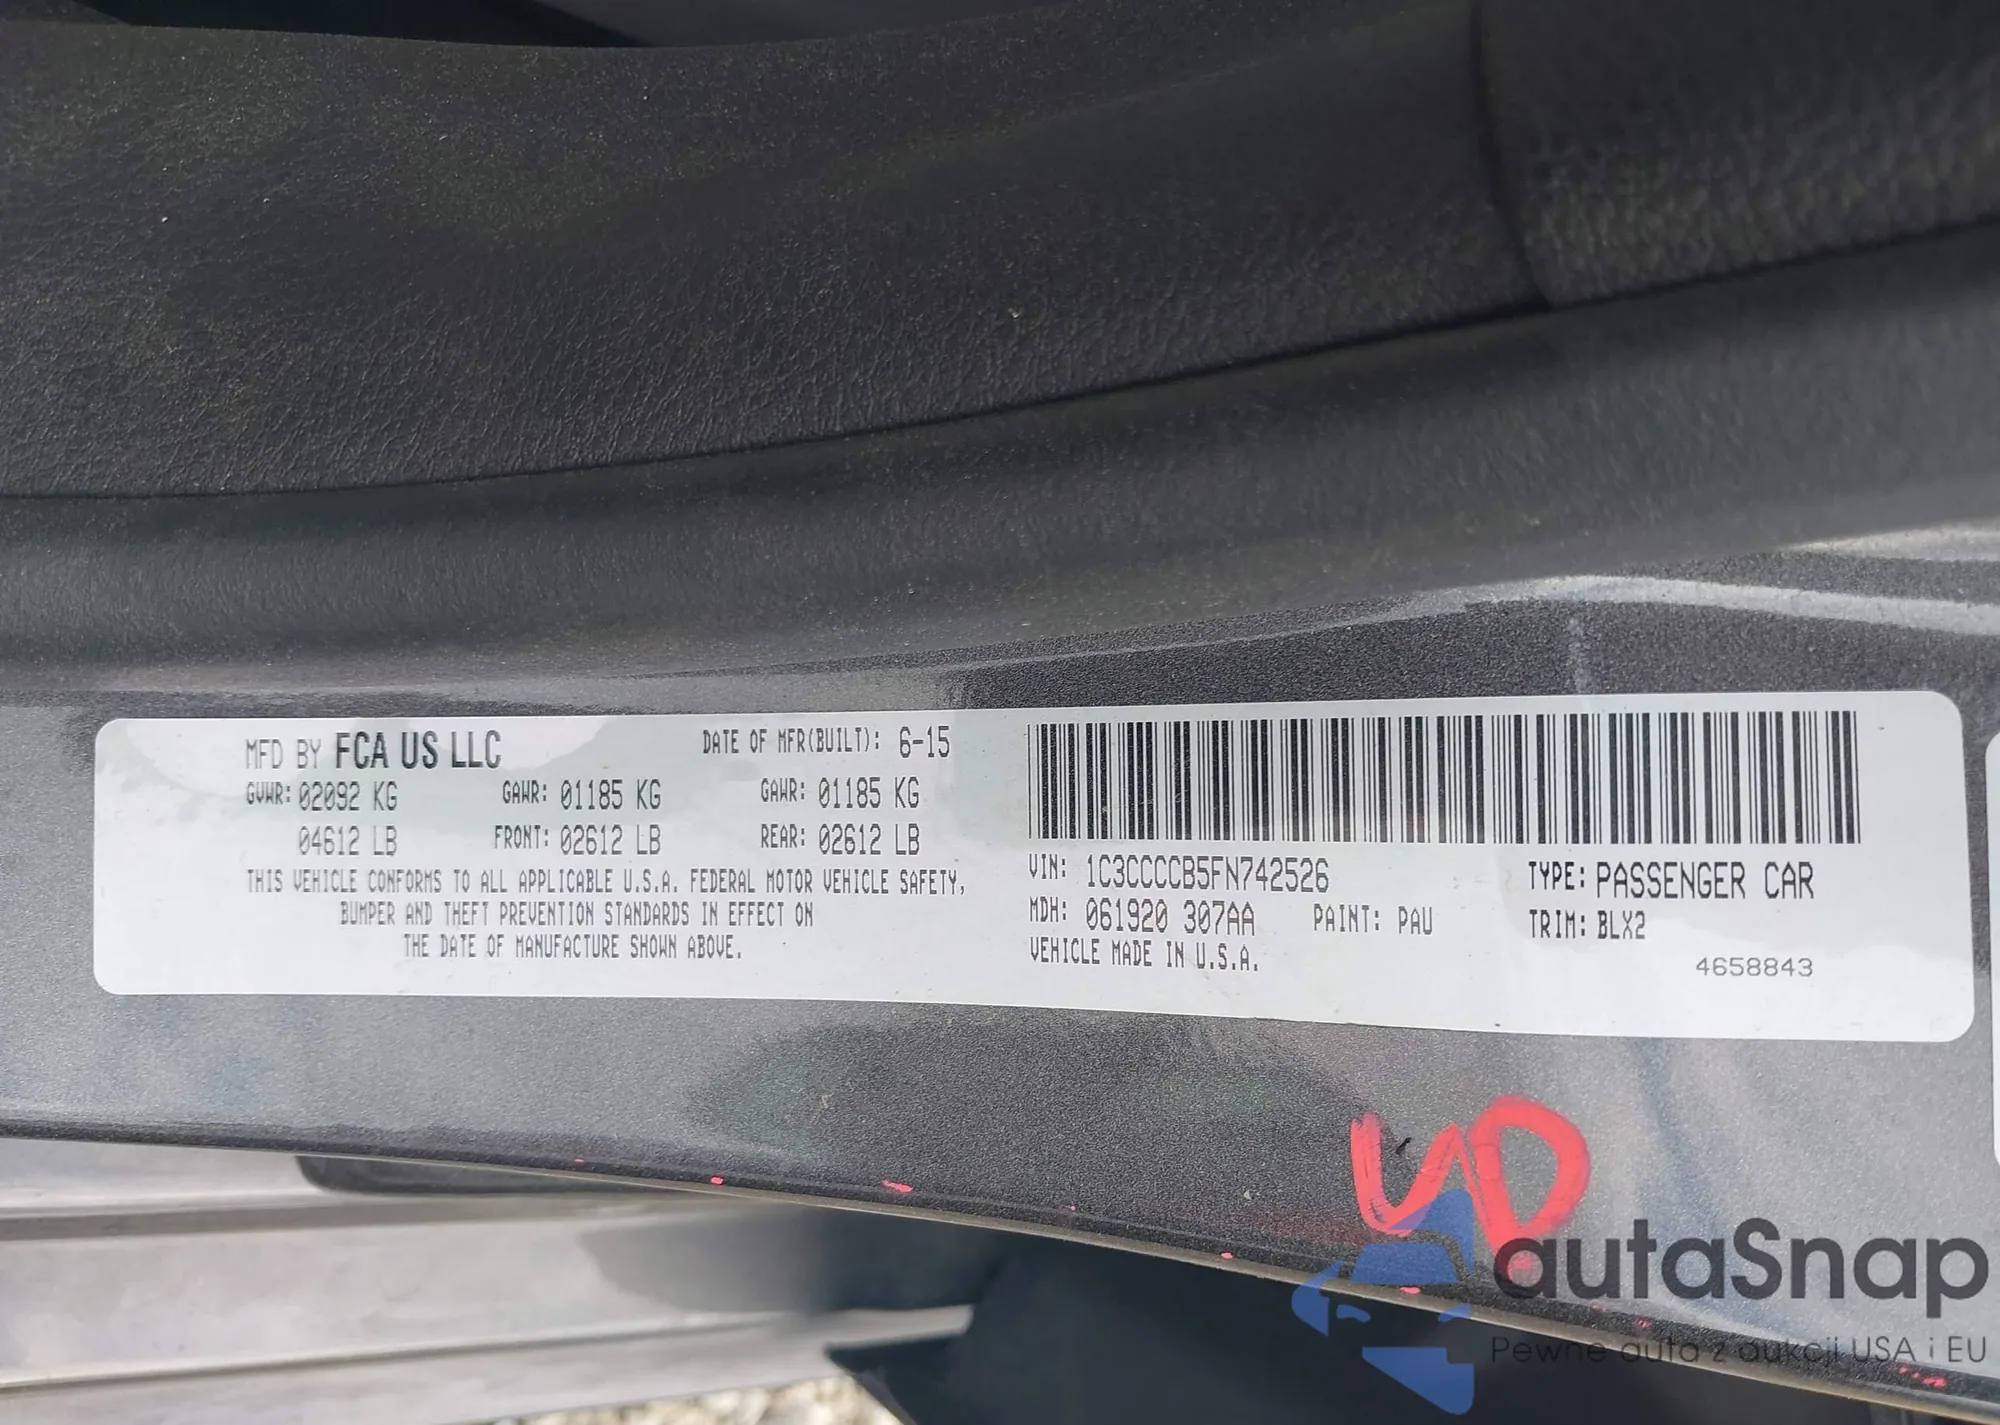 MFD BY FCA US LLC DATE OF MFR(BUILT): 6-15
GVWR: 02092 KG GAWR: 01185 KG GAWR: 01185 KG
04612 LB FRONT: 02612 LB REAR: 02612 LB
THIS VEHICLE CONFORMS TO ALL APPLICABLE U.S.A. FEDERAL MOTOR VEHICLE SAFETY,
BUMPER AND THEFT PREVENTION STANDARDS IN EFFECT ON
THE DATE OF MANUFACTURE SHOWN ABOVE.
VIN: 1C3CCCCB5FN742526 TYPE: PASSENGER CAR
MDH: 061920 307AA PAINT: PAU TRIM: BLX2
VEHICLE MADE IN U.S.A.
4658843
autaSnap
Pewne auta z aukcji USA i EU